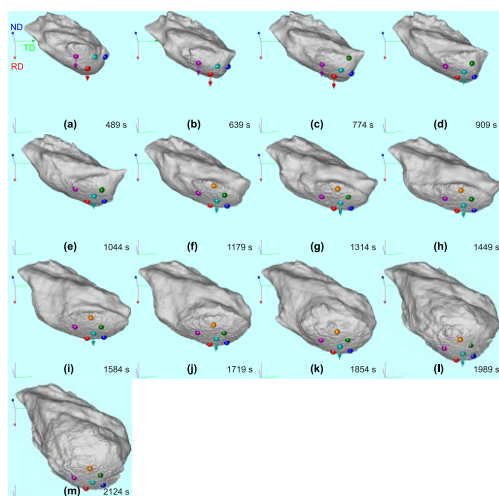 ND
TD
RD
(a) 489 s
(b) 639 s
(c) 774 s
(d) 909 s
(e) 1044 s
(f) 1179 s
(g) 1314 s
(h) 1449 s
(i) 1584 s
(j) 1719 s
(k) 1854 s
(l) 1989 s
(m) 2124 s